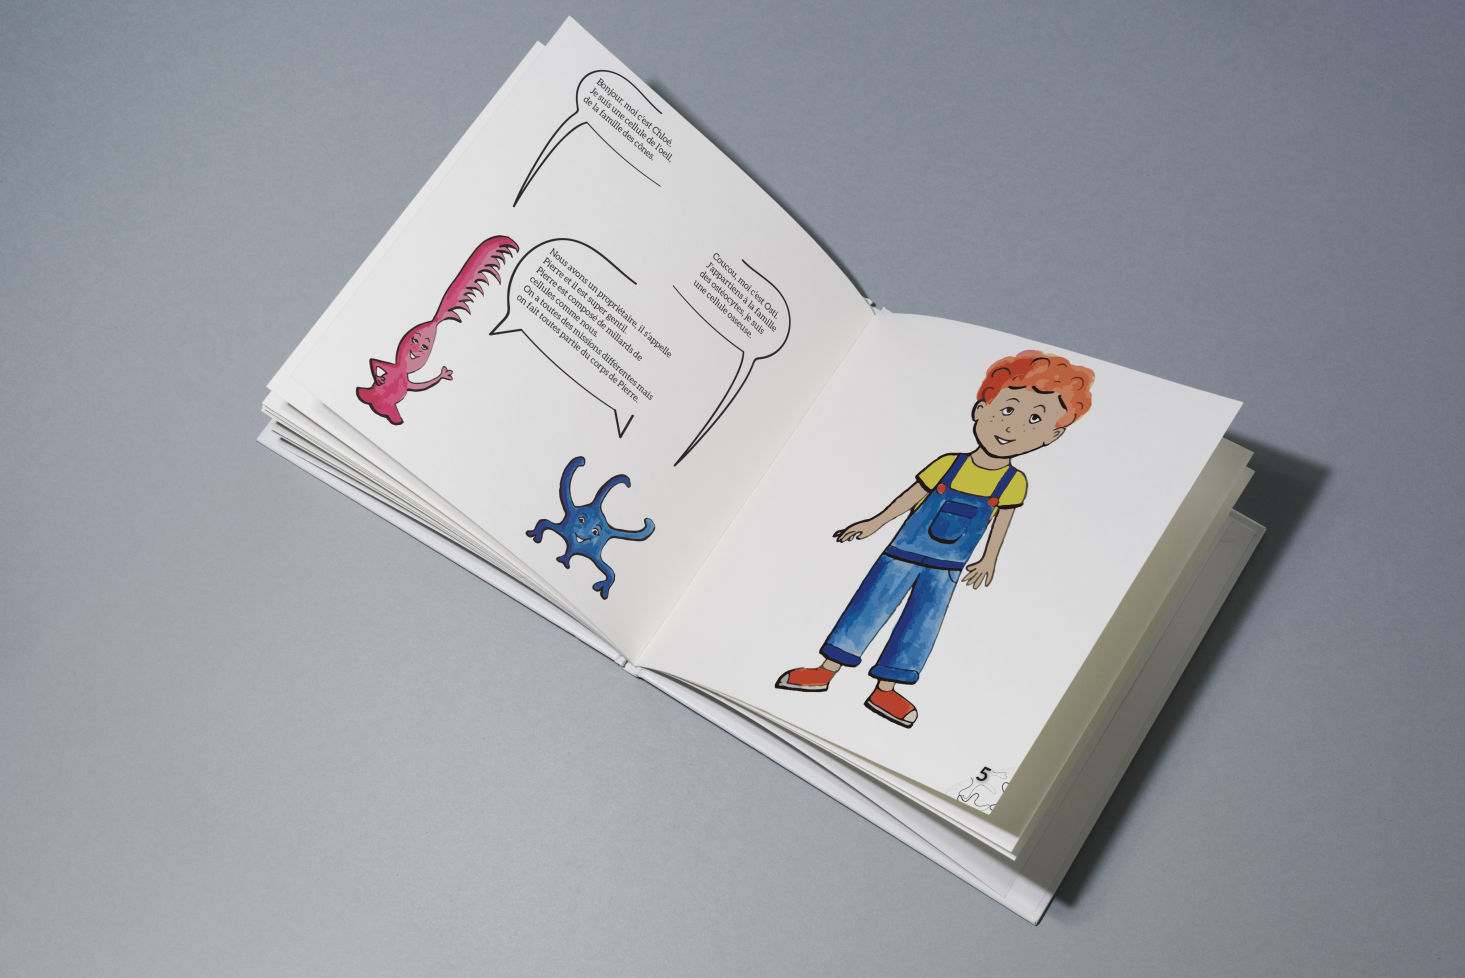 Bonjour, moi c'est Chloé.
Je suis une cellule de l'oeil,
de la famille des cônes.
Nous avons un propriétaire, il s'appelle
Pierre et il est super gentil.
Pierre est composé de millards de
cellules comme nous.
On a toutes des missions différentes mais
on fait toutes partie du corps de Pierre.
Coucou, moi c'est Osti
J'appartiens à la famille
des ostéocytes, je suis
une cellule osseuse.
5